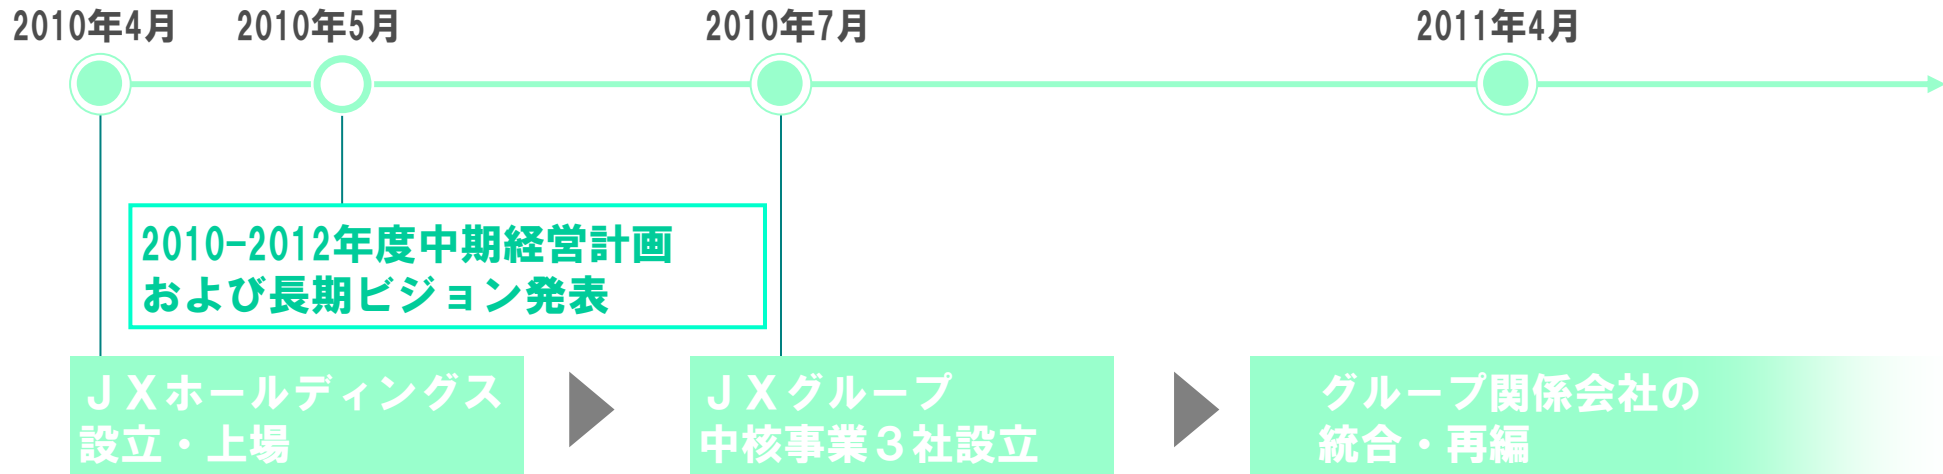 2010年4月
2010年5月
2010年7月
2011年4月
2010-2012年度中期経営計画
および長期ビジョン発表
ＪＸホールディングス
設立・上場
ＪＸグループ
中核事業３社設立
グループ関係会社の
統合・再編